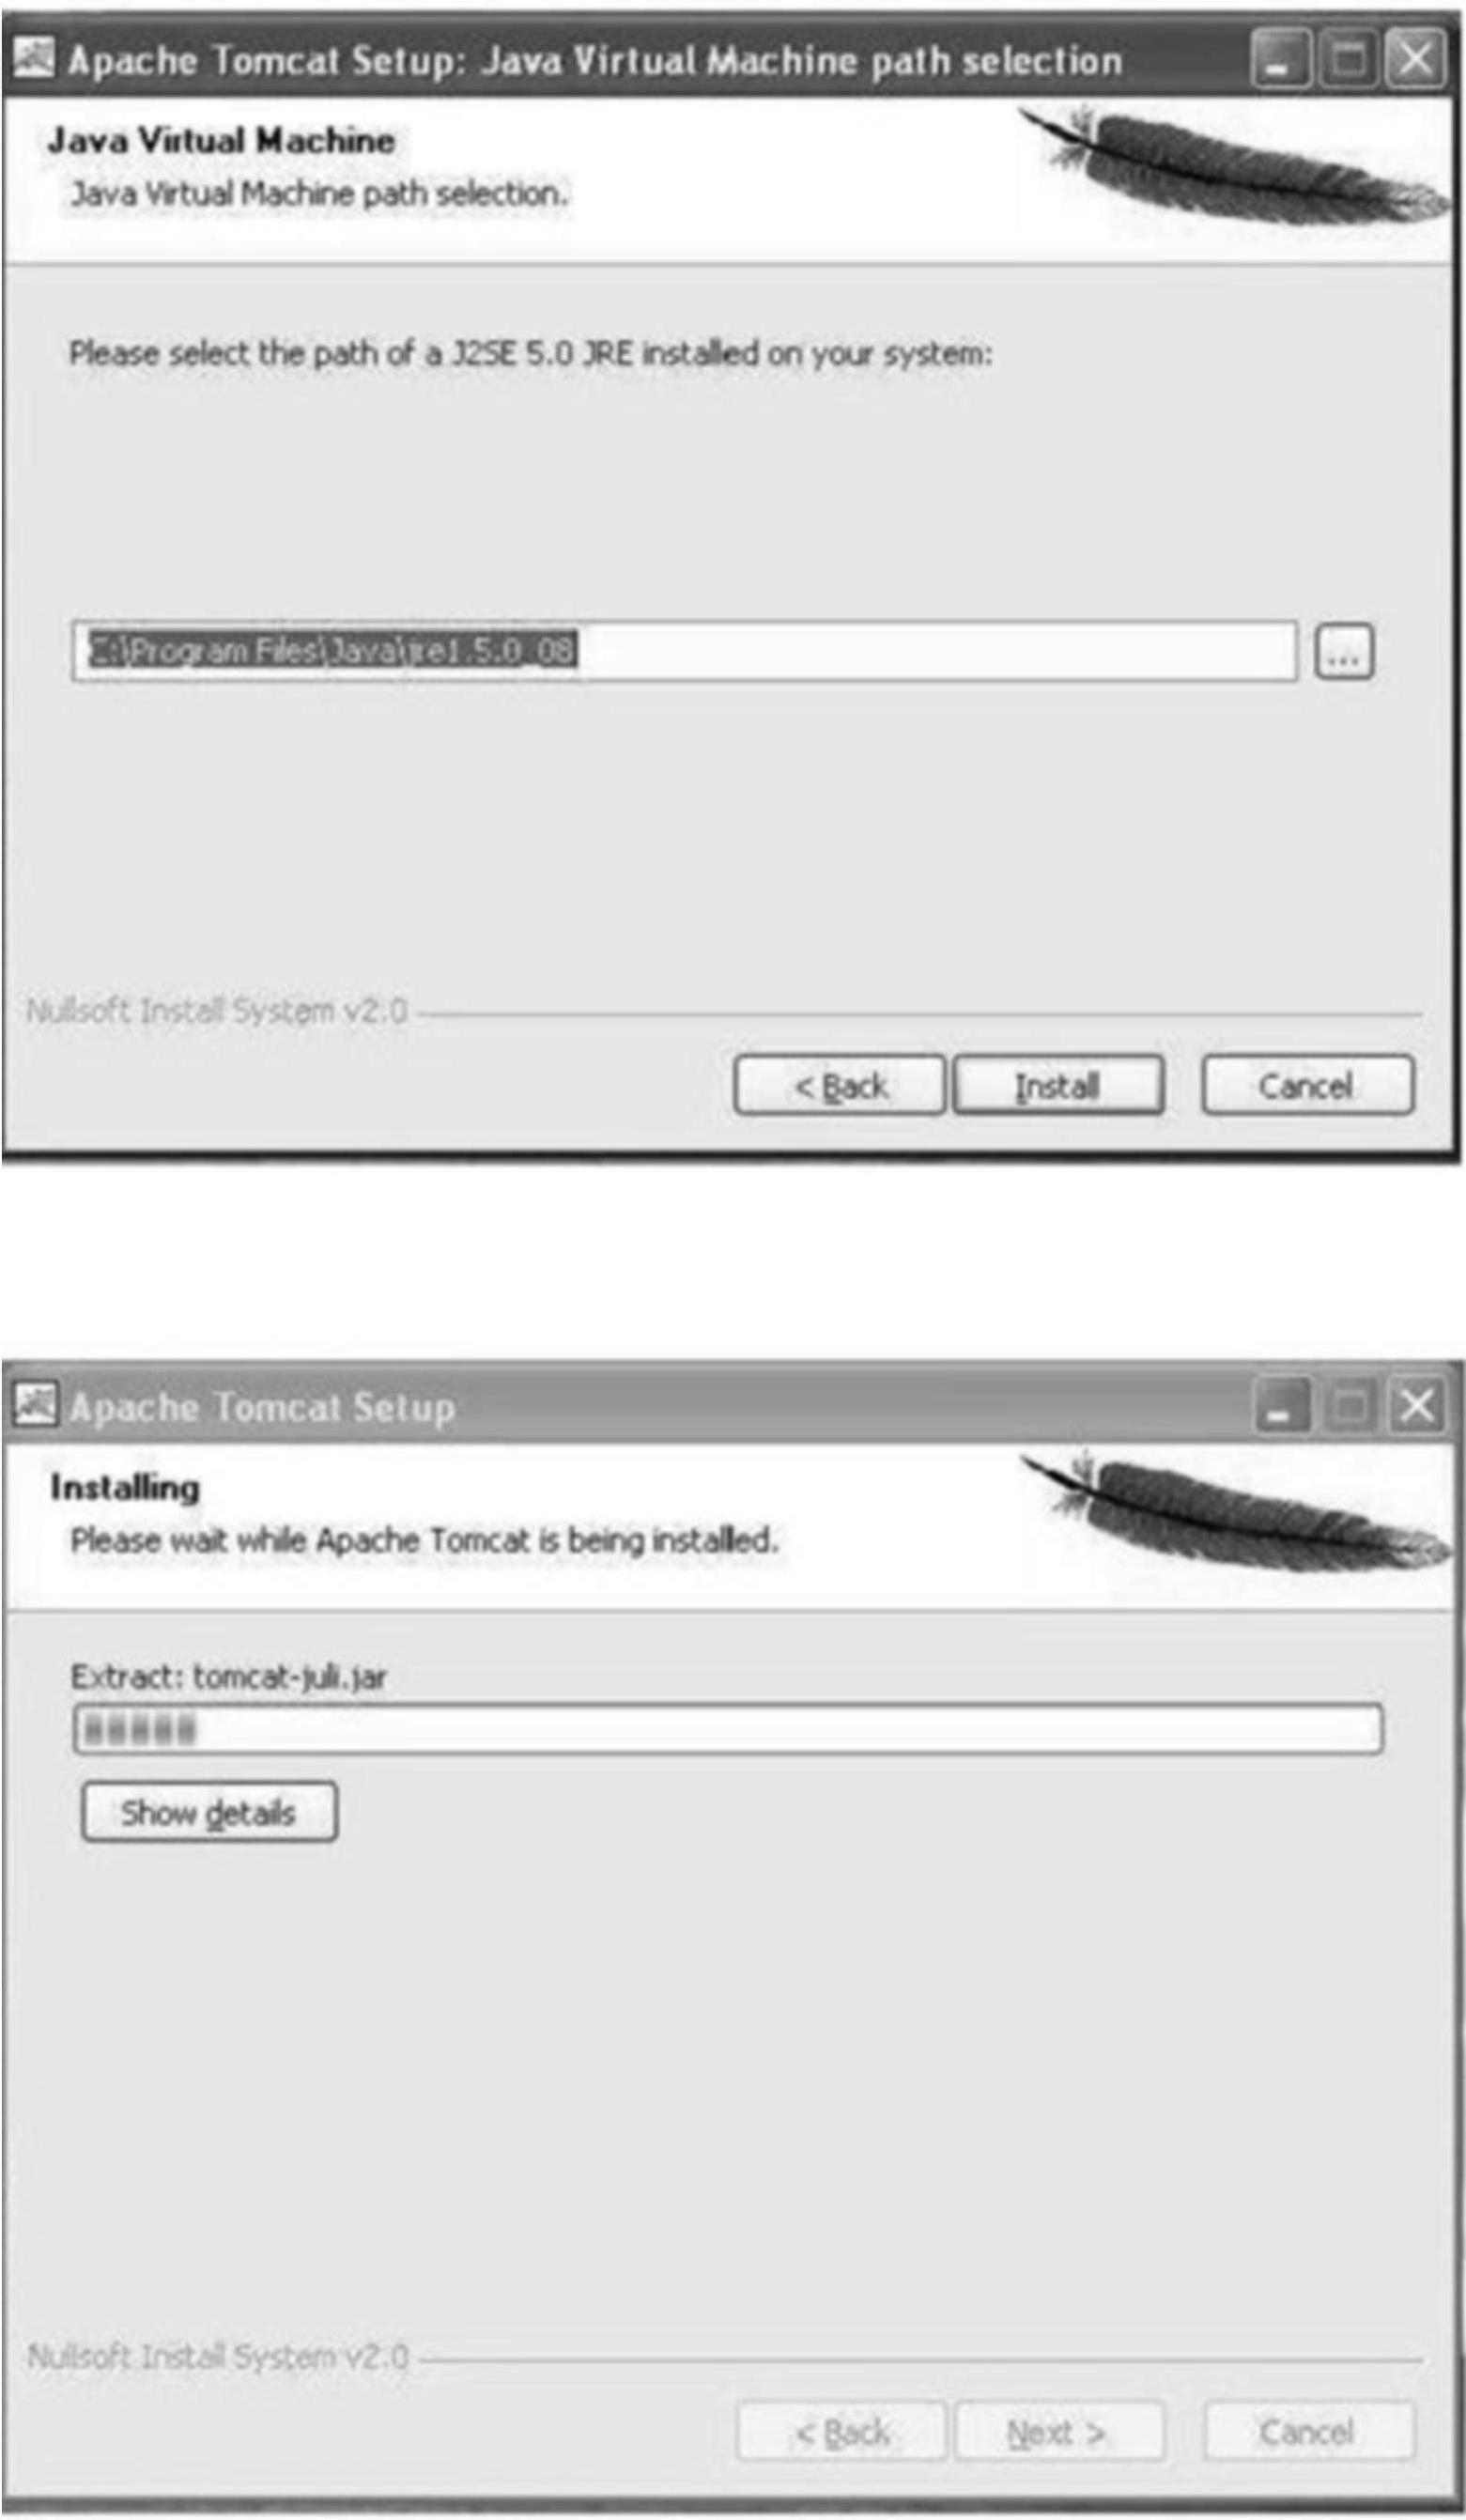 Apache Tomcat Setup: Java Virtual Machine path selection
Java Virtual Machine
Java Virtual Machine path selection.
Please select the path of a J2SE 5.0 JRE installed on your system:
C:\Program Files\Java\jre1.5.0_08
...
Nullsoft Install System v2.0
< Back Install Cancel
Apache Tomcat Setup
Installing
Please wait while Apache Tomcat is being installed.
Extract: tomcat-juli.jar
Show details
Nullsoft Install System v2.0
< Back Next > Cancel